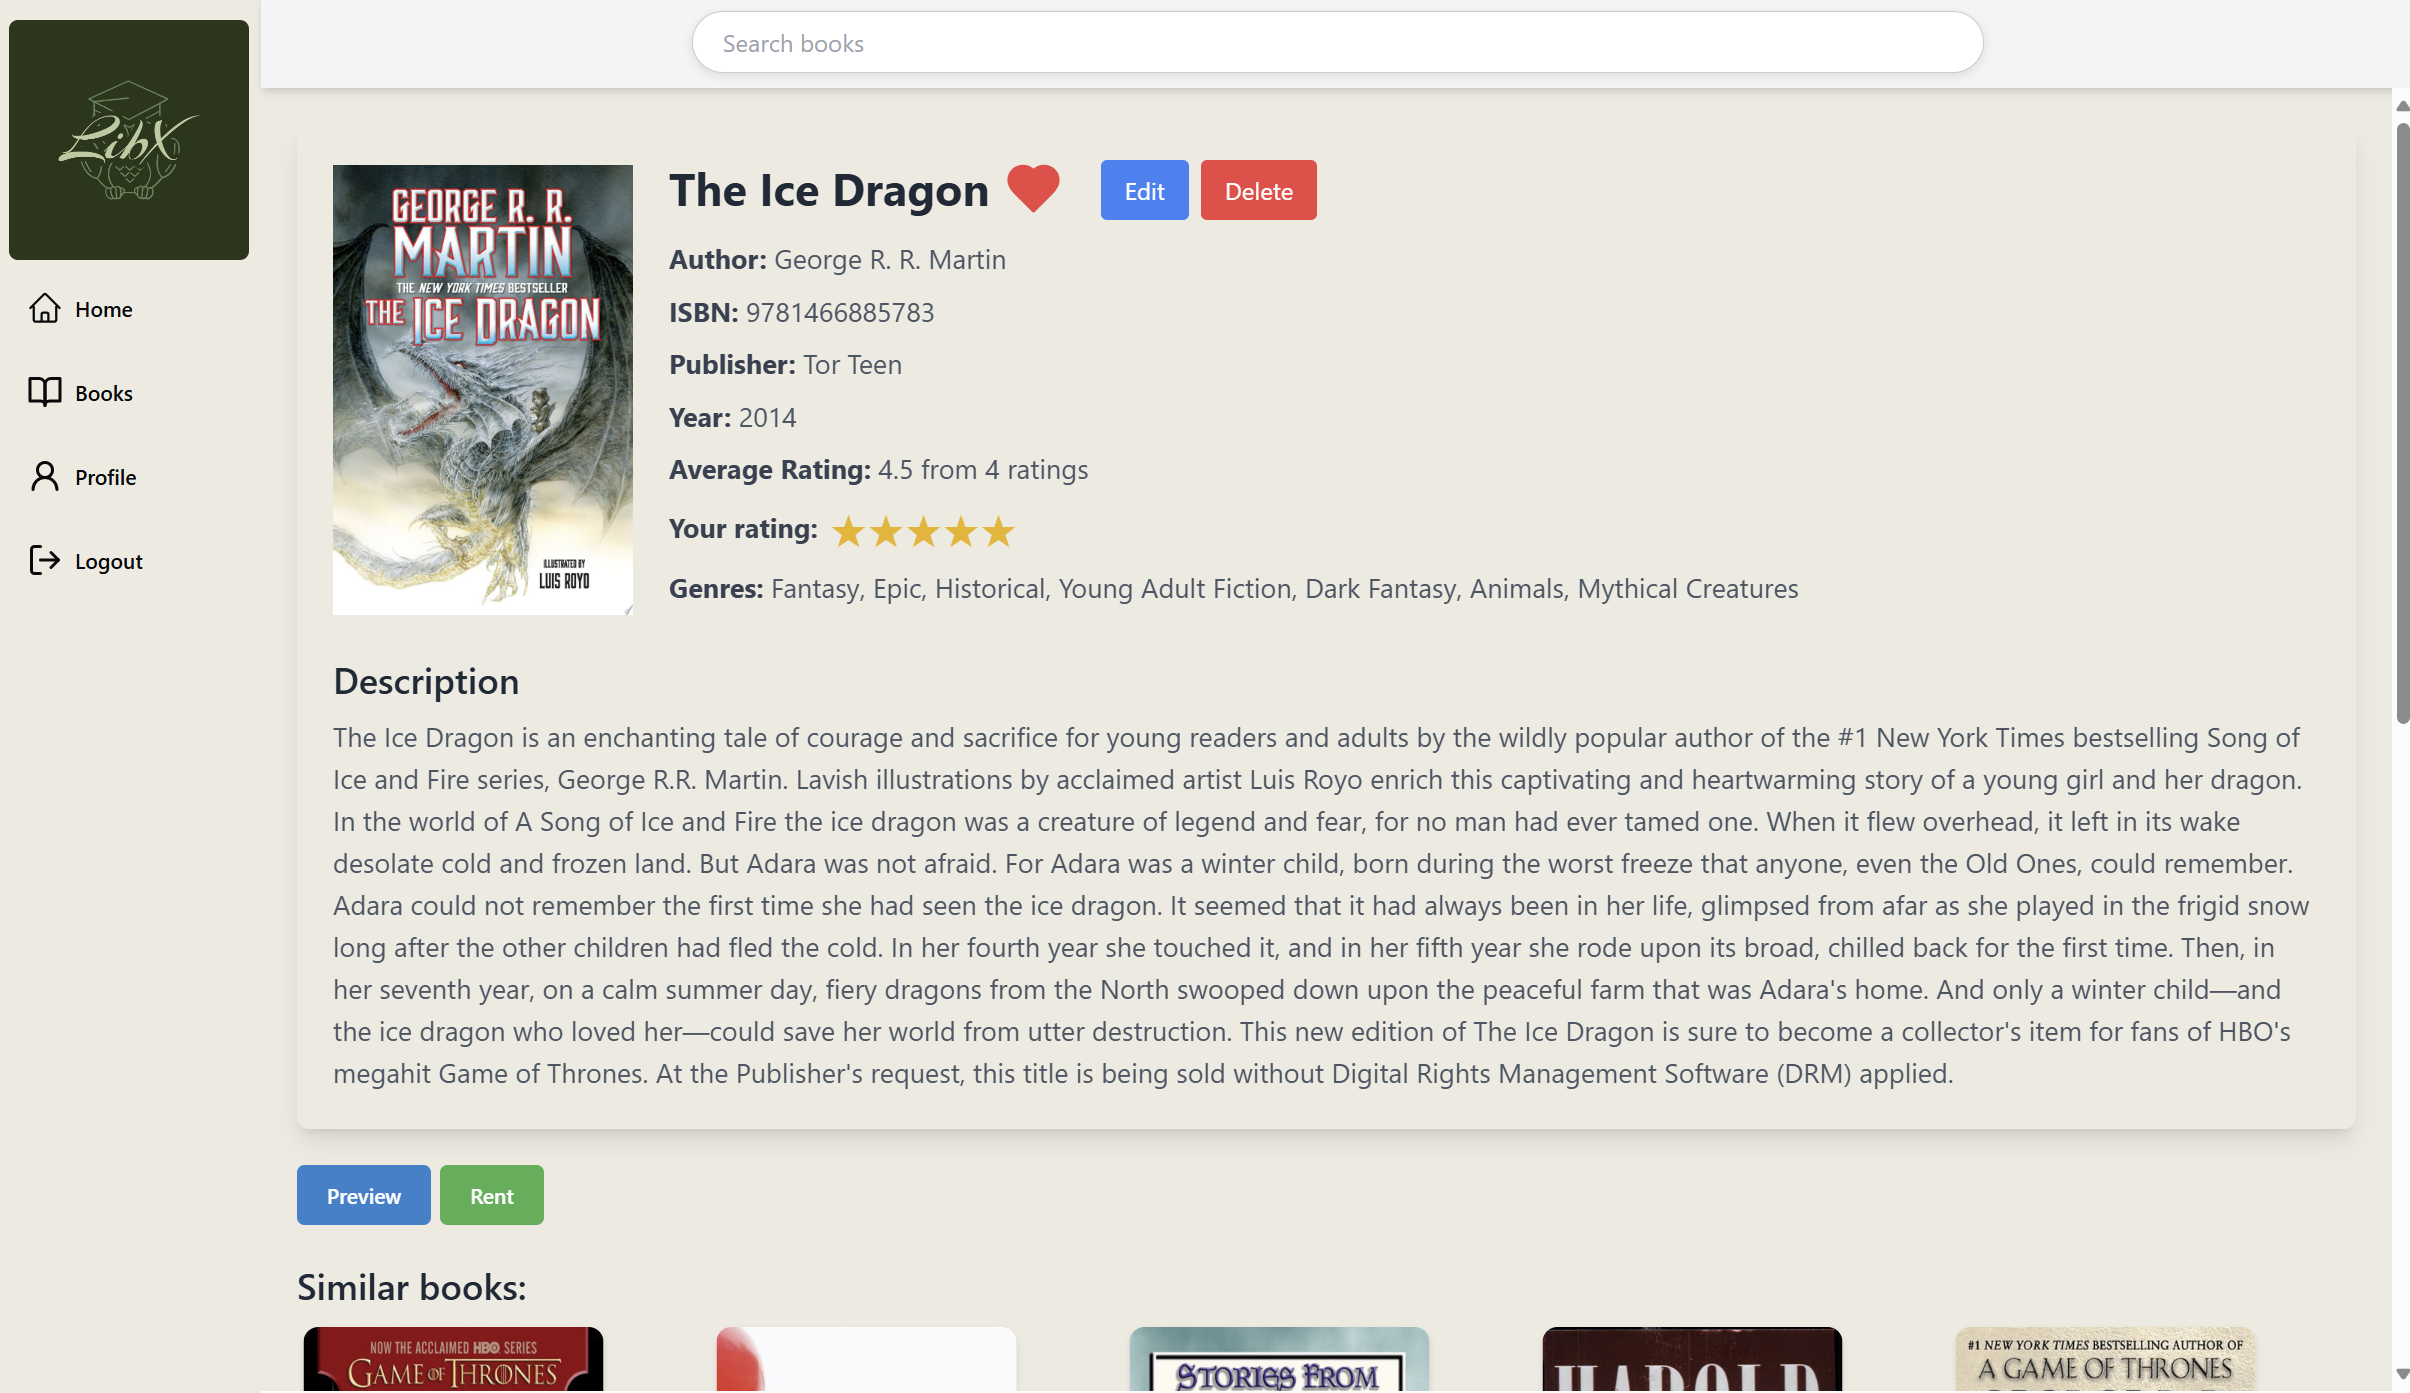 Search books
LibX
Home
Books
Profile
Logout
GEORGE R. R.
MARTIN
THE NEW YORK TIMES BESTSELLER
THE ICE DRAGON
ILLUSTRATED BY
LUIS ROYO
The Ice Dragon
Edit
Delete
Author: George R. R. Martin
ISBN: 9781466885783
Publisher: Tor Teen
Year: 2014
Average Rating: 4.5 from 4 ratings
Your rating: ★★★★★
Genres: Fantasy, Epic, Historical, Young Adult Fiction, Dark Fantasy, Animals, Mythical Creatures
Description
The Ice Dragon is an enchanting tale of courage and sacrifice for young readers and adults by the wildly popular author of the #1 New York Times bestselling Song of
Ice and Fire series, George R.R. Martin. Lavish illustrations by acclaimed artist Luis Royo enrich this captivating and heartwarming story of a young girl and her dragon.
In the world of A Song of Ice and Fire the ice dragon was a creature of legend and fear, for no man had ever tamed one. When it flew overhead, it left in its wake
desolate cold and frozen land. But Adara was not afraid. For Adara was a winter child, born during the worst freeze that anyone, even the Old Ones, could remember.
Adara could not remember the first time she had seen the ice dragon. It seemed that it had always been in her life, glimpsed from afar as she played in the frigid snow
long after the other children had fled the cold. In her fourth year she touched it, and in her fifth year she rode upon its broad, chilled back for the first time. Then, in
her seventh year, on a calm summer day, fiery dragons from the North swooped down upon the peaceful farm that was Adara's home. And only a winter child—and
the ice dragon who loved her—could save her world from utter destruction. This new edition of The Ice Dragon is sure to become a collector's item for fans of HBO's
megahit Game of Thrones. At the Publisher's request, this title is being sold without Digital Rights Management Software (DRM) applied.
Preview
Rent
Similar books:
NOW THE ACCLAIMED HBO SERIES
GAME OF THRONES
STORIES FROM
HAROLD
#1 NEW YORK TIMES BESTSELLING AUTHOR OF
A GAME OF THRONES